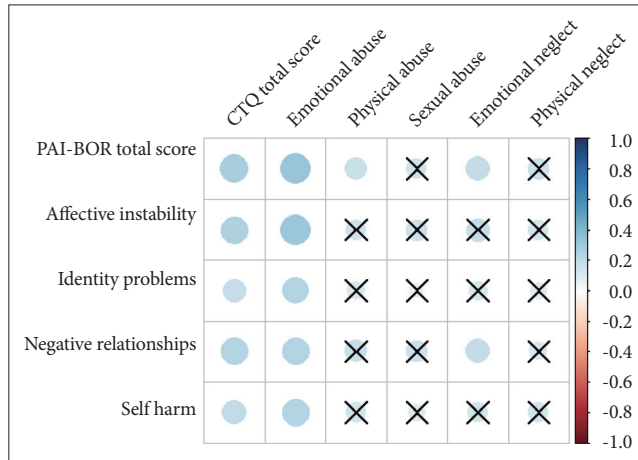 CTQ total score
Emotional abuse
Physical abuse
Sexual abuse
Emotional neglect
Physical neglect
PAI-BOR total score
Affective instability
Identity problems
Negative relationships
Self harm
1.0
0.8
0.6
0.4
0.2
0.0
-0.2
-0.4
-0.6
-0.8
-1.0